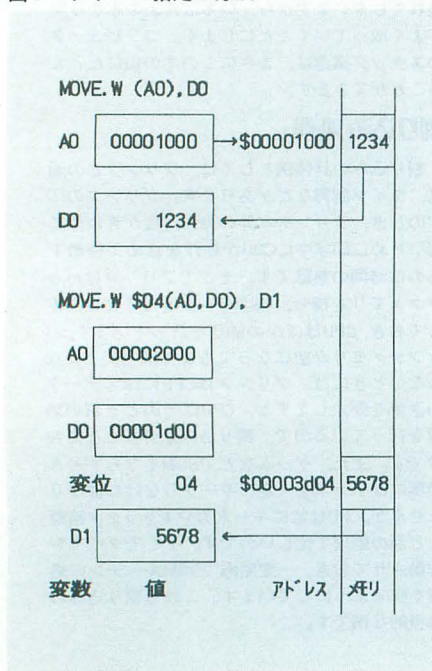 MOVE.W (A0),D0
A0 00001000 →$00001000 1234
D0 1234
MOVE.W $04(A0,D0), D1
A0 00002000
D0 00001d00
変位 04 $00003d04 5678
D1 5678
変数 値 アドレス メモリ